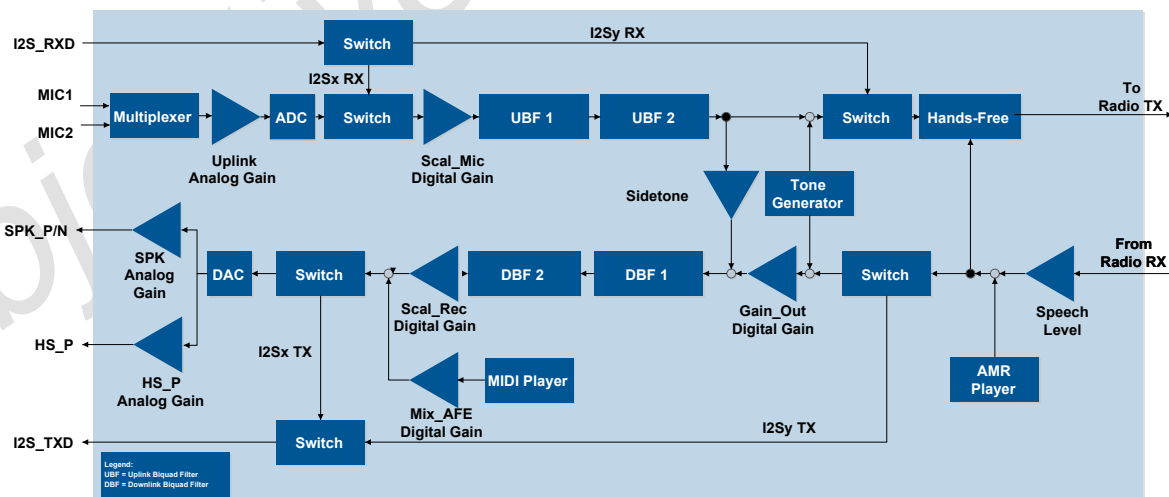 I2S_RXD
Switch
I2Sy RX
I2Sx RX
MIC1
MIC2
Multiplexer
ADC
Switch
UBF 1
UBF 2
Switch
Hands-Free
To
Radio TX
Uplink
Analog Gain
Scal_Mic
Digital Gain
Sidetone
Tone
Generator
SPK_P/N
SPK
Analog
Gain
DAC
Switch
DBF 2
DBF 1
Switch
From
Radio RX
Scal_Rec
Digital Gain
Gain_Out
Digital Gain
Speech
Level
HS_P
HS_P
Analog Gain
I2Sx TX
MIDI Player
AMR
Player
Mix_AFE
Digital Gain
I2Sy TX
I2S_TXD
Switch
Legend:
UBF = Uplink Biquad Filter
DBF = Downlink Biquad Filter